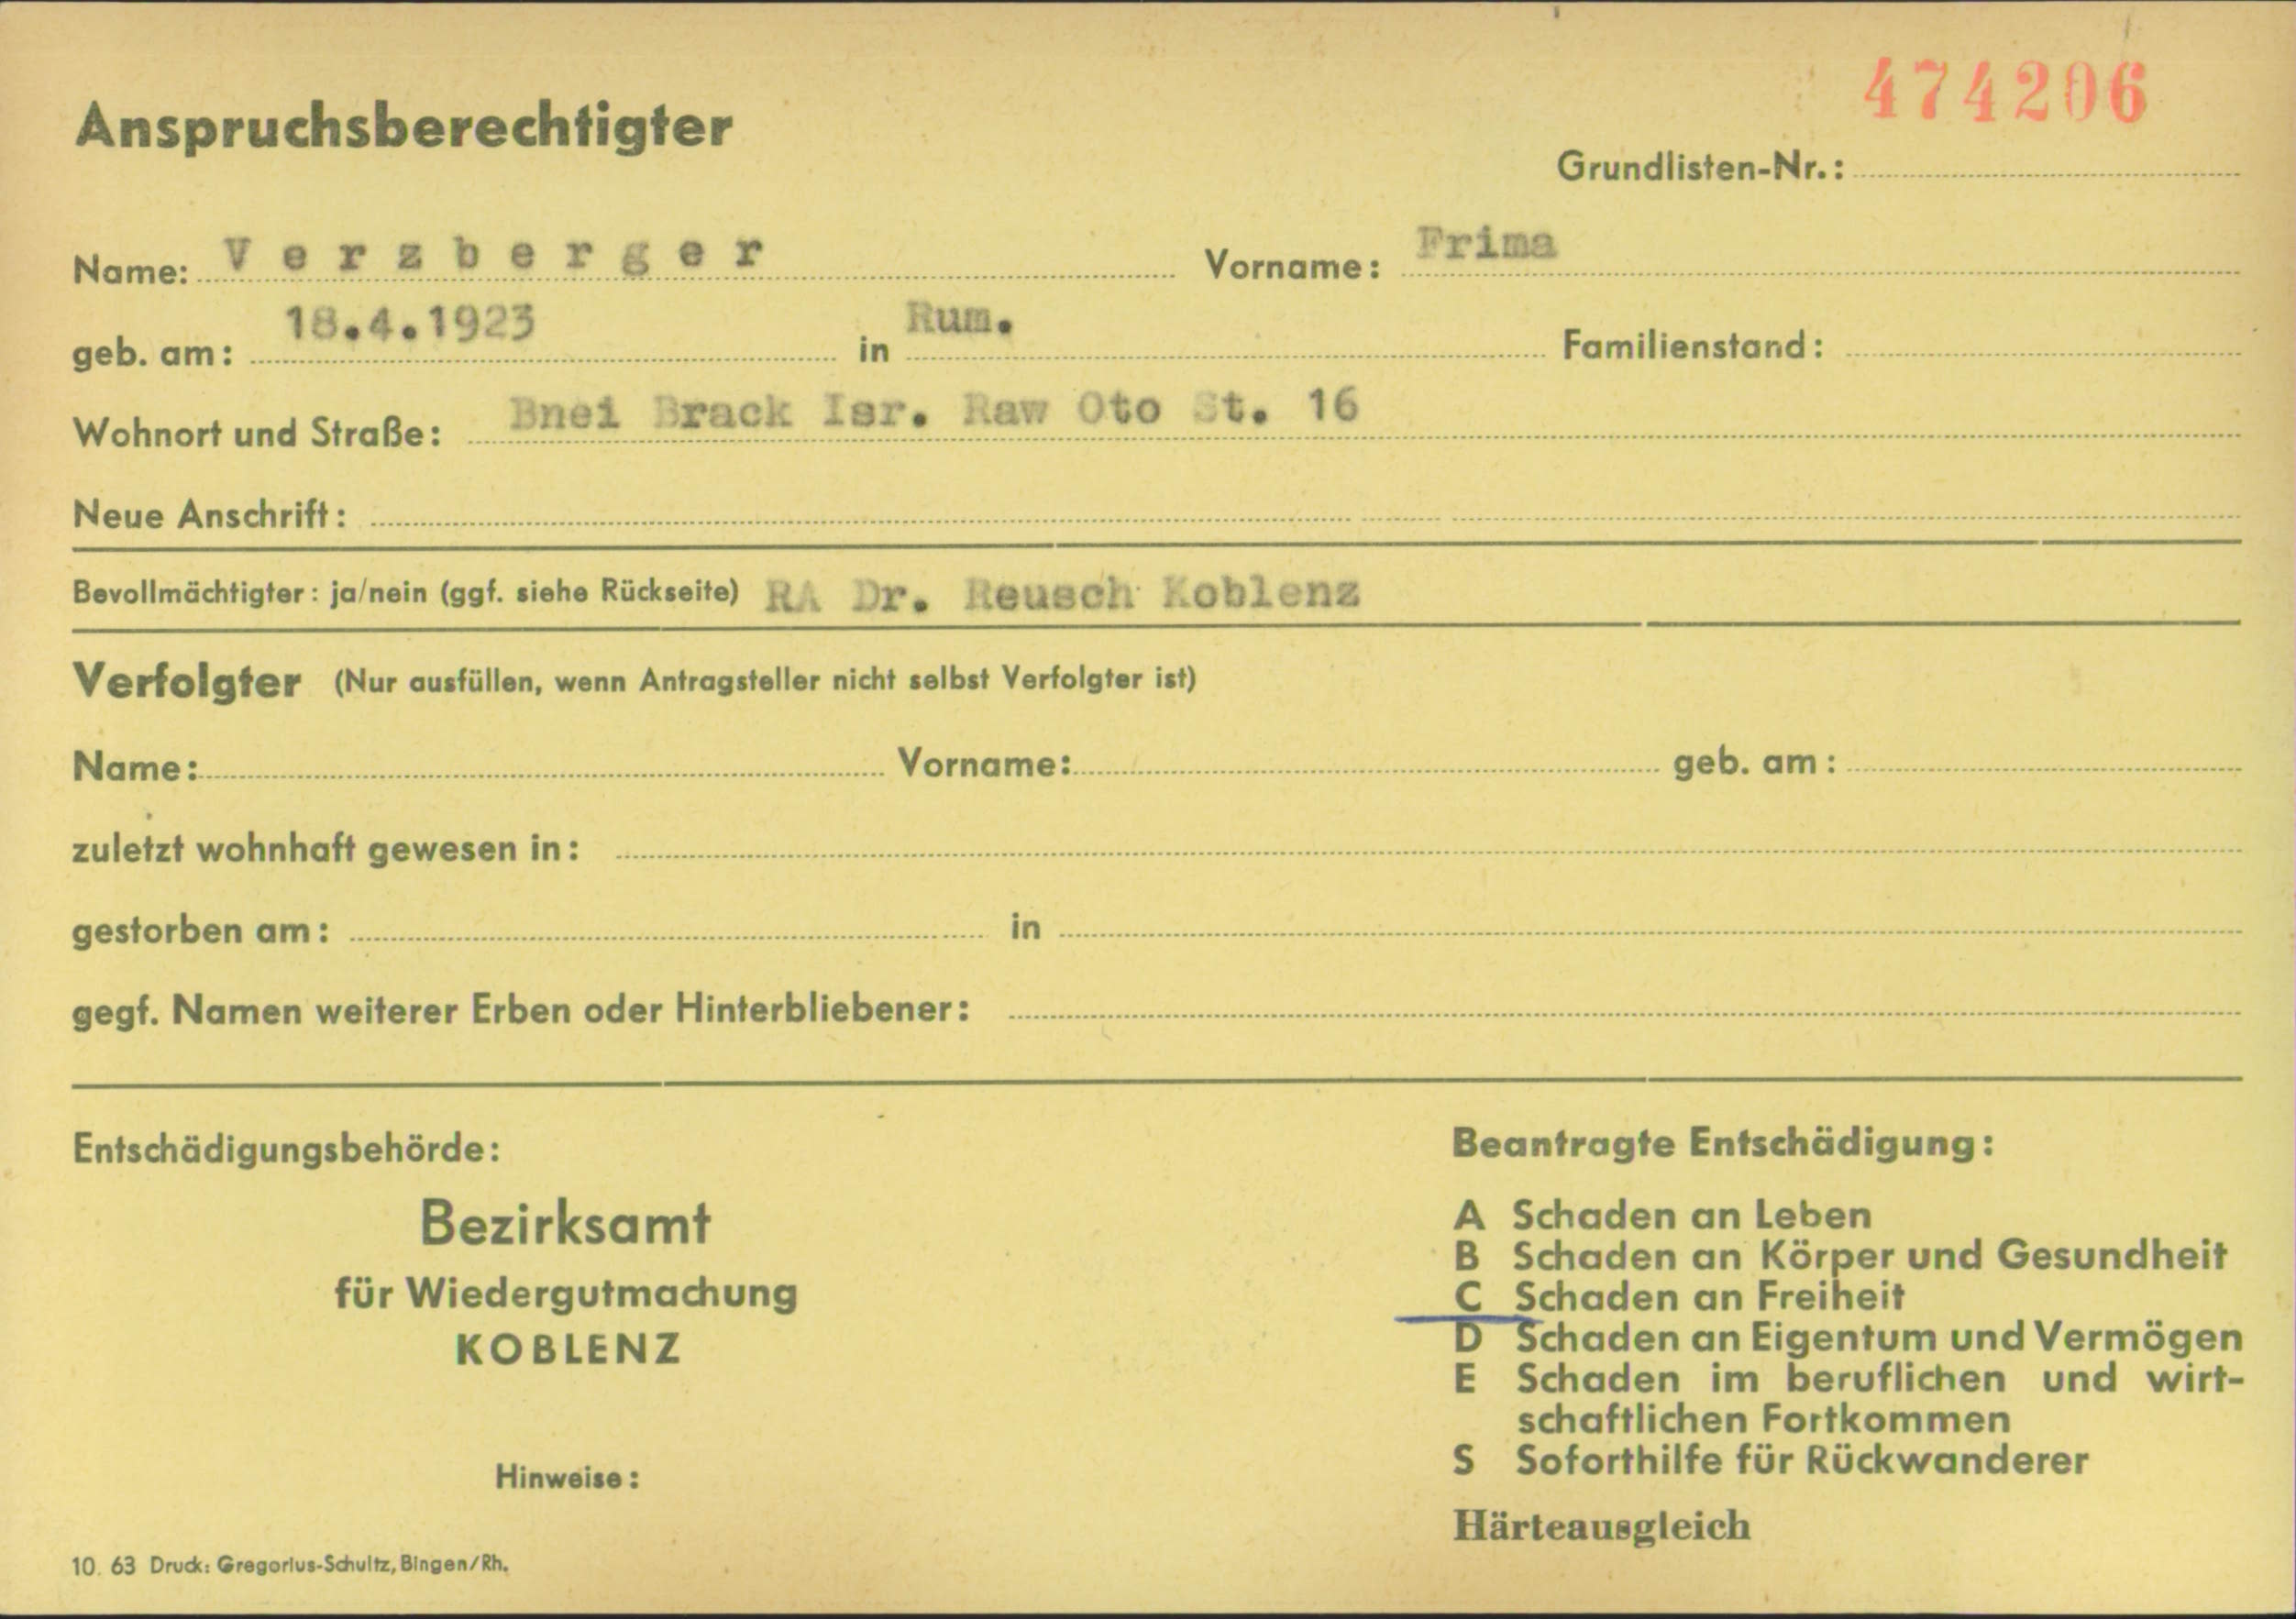 474206
Anspruchsberechtigter
Grundlisten-Nr.:
Name: Verzberger Vorname: Frima
geb. am: 18.4.1923 in Rum. Familienstand:
Wohnort und Straße: Bnei Brack Isr. Raw Oto St. 16
Neue Anschrift:
Bevollmächtigter: ja/nein (ggf. siehe Rückseite) RA Dr. Reusch Koblenz
Verfolgter (Nur ausfüllen, wenn Antragsteller nicht selbst Verfolgter ist)
Name: Vorname: geb. am:
zuletzt wohnhaft gewesen in:
gestorben am: in
gegf. Namen weiterer Erben oder Hinterbliebener:
Entschädigungsbehörde:
Bezirksamt
für Wiedergutmachung
KOBLENZ
Hinweise:
10. 63 Druck: Gregorius-Schultz, Bingen/Rh.
Beantragte Entschädigung:
A Schaden an Leben
B Schaden an Körper und Gesundheit
C Schaden an Freiheit
D Schaden an Eigentum und Vermögen
E Schaden im beruflichen und wirt-
schaftlichen Fortkommen
S Soforthilfe für Rückwanderer
Härteausgleich